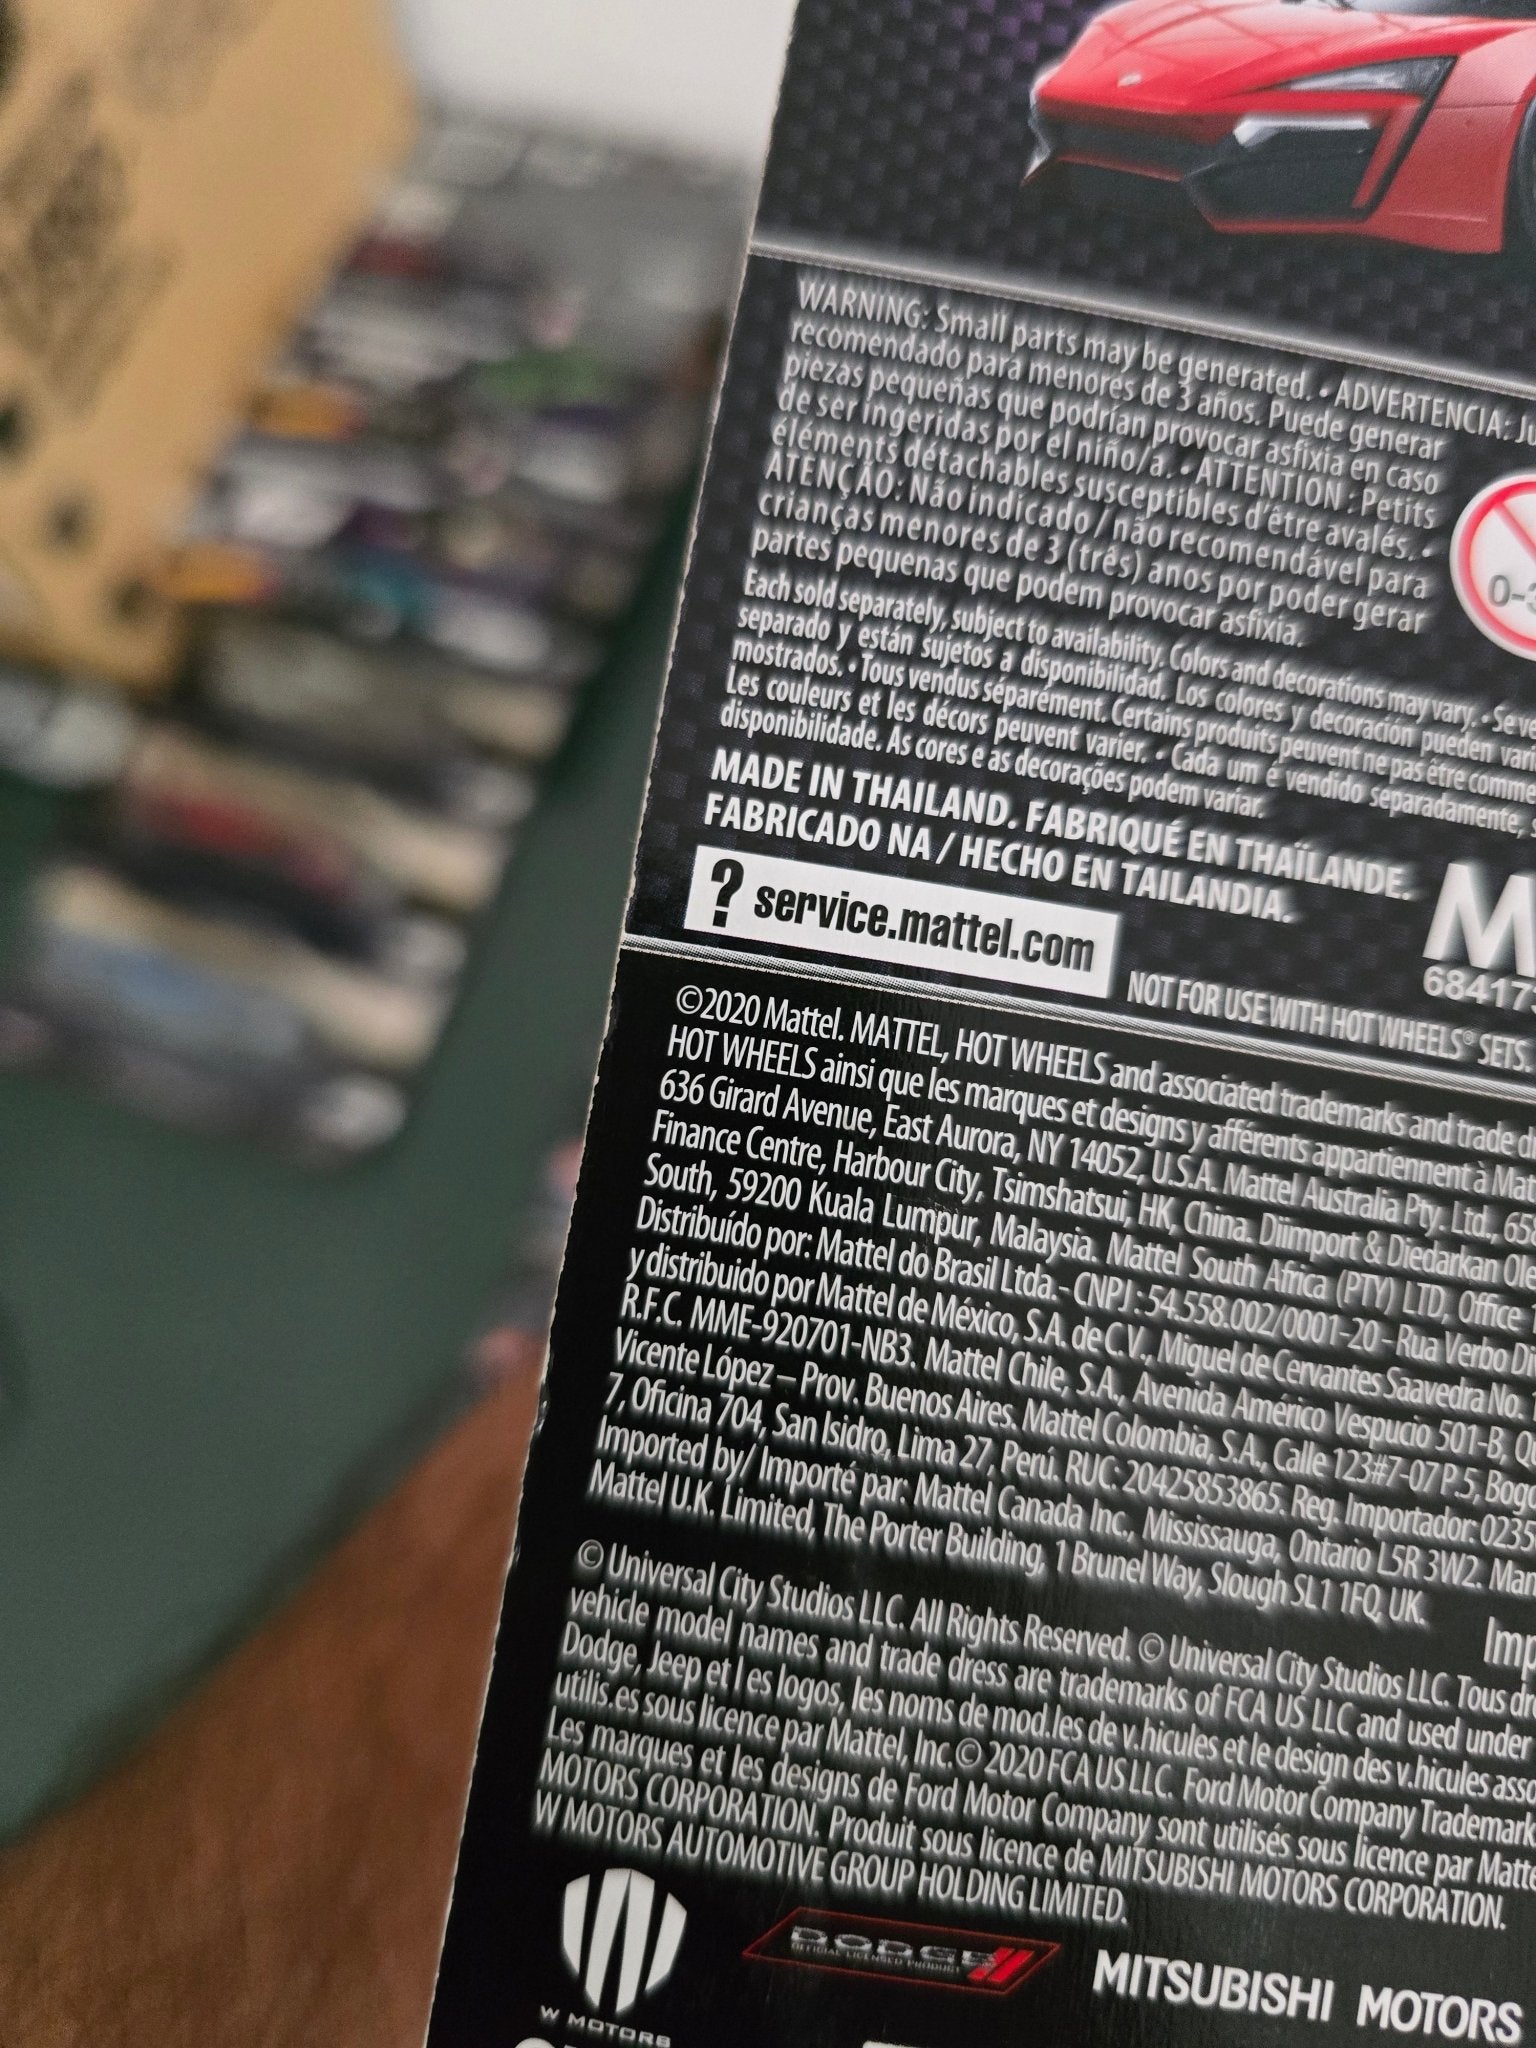 WARNING: Small parts may be generated. • ADVERTENCIA:
recomendado para menores de 3 años. Puede generar
piezas pequeñas que podrían provocar asfixia en caso
de ser ingeridas por el niño/a. • ATTENTION : Petits
éléments détachables susceptibles d'être avalés. •
ATENÇÃO: Não indicado / não recomendável para
crianças menores de 3 (três) anos por poder gerar
partes pequenas que podem provocar asfixia.
Each sold separately, subject to availability. Colors and decorations may vary. • Se
separado y están sujetos a disponibilidad. Los colores y decoración pueden
mostrados. • Tous vendus séparément. Certains produits peuvent ne pas être
Les couleurs et les décors peuvent varier. • Cada um é vendido separadamente,
disponibilidade. As cores e as decorações podem variar.
MADE IN THAILAND. FABRIQUÉ EN THAÏLANDE.
FABRICADO NA / HECHO EN TAILANDIA.
? service.mattel.com
NOT FOR USE WITH HOT WHEELS® SETS.
©2020 Mattel. MATTEL, HOT WHEELS and associated trademarks and trade
HOT WHEELS ainsi que les marques et designs y afférents appartiennent à
636 Girard Avenue, East Aurora, NY 14052, U.S.A. Mattel Australia Pty. Ltd.,
Finance Centre, Harbour City, Tsimshatsui, HK, China. Diimport & Diedarkan
South, 59200 Kuala Lumpur, Malaysia. Mattel South Africa (PTY) LTD, Office
Distribuído por: Mattel do Brasil Ltda.- CNPJ : 54.558.002/0001-20 - Rua Verbo
y distribuido por Mattel de México, S.A. de C.V., Miguel de Cervantes Saavedra No.
R.F.C. MME-920701-NB3. Mattel Chile, S.A., Avenida Américo Vespucio 501-B,
Vicente López – Prov. Buenos Aires. Mattel Colombia, S.A., Calle 123#7-07 P.5,
7, Oficina 704, San Isidro, Lima 27, Perú. RUC: 20425853865. Reg. Importador:
Imported by/ Importé par: Mattel Canada Inc., Mississauga, Ontario L5R 3W2.
Mattel U.K. Limited, The Porter Building, 1 Brunel Way, Slough SL1 1FQ, UK.
© Universal City Studios LLC. All Rights Reserved. © Universal City Studios LLC. Tous
vehicle model names and trade dress are trademarks of FCA US LLC and used under
Dodge, Jeep et l es logos, les noms de mod.les de v.hicules et le design des v.hicules
utilis.es sous licence par Mattel, Inc. © 2020 FCA US LLC. Ford Motor Company
Les marques et les designs de Ford Motor Company sont utilisés sous licence par
MOTORS CORPORATION. Produit sous licence de MITSUBISHI MOTORS CORPORATION.
W MOTORS AUTOMOTIVE GROUP HOLDING LIMITED.
W MOTORS
DODGE
OFFICIAL LICENSED PRODUCT
MITSUBISHI MOTORS